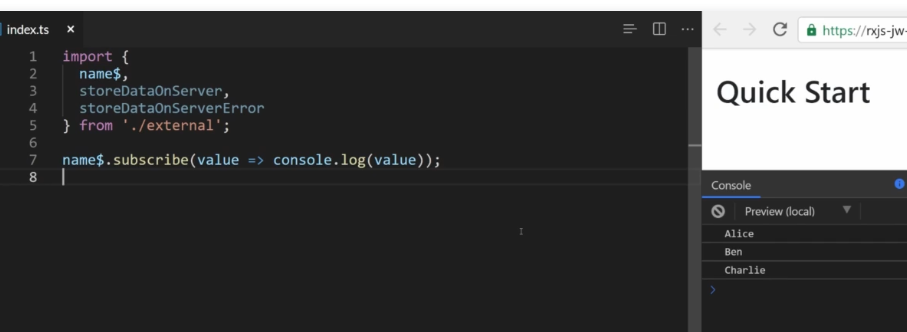 index.ts ×
https://rxjs-jw-
1 import {
2 name$,
3 storeDataOnServer,
4 storeDataOnServerError
5 } from './external';
6
7 name$.subscribe(value => console.log(value));
8
Quick Start
Console
Preview (local)
Alice
Ben
Charlie